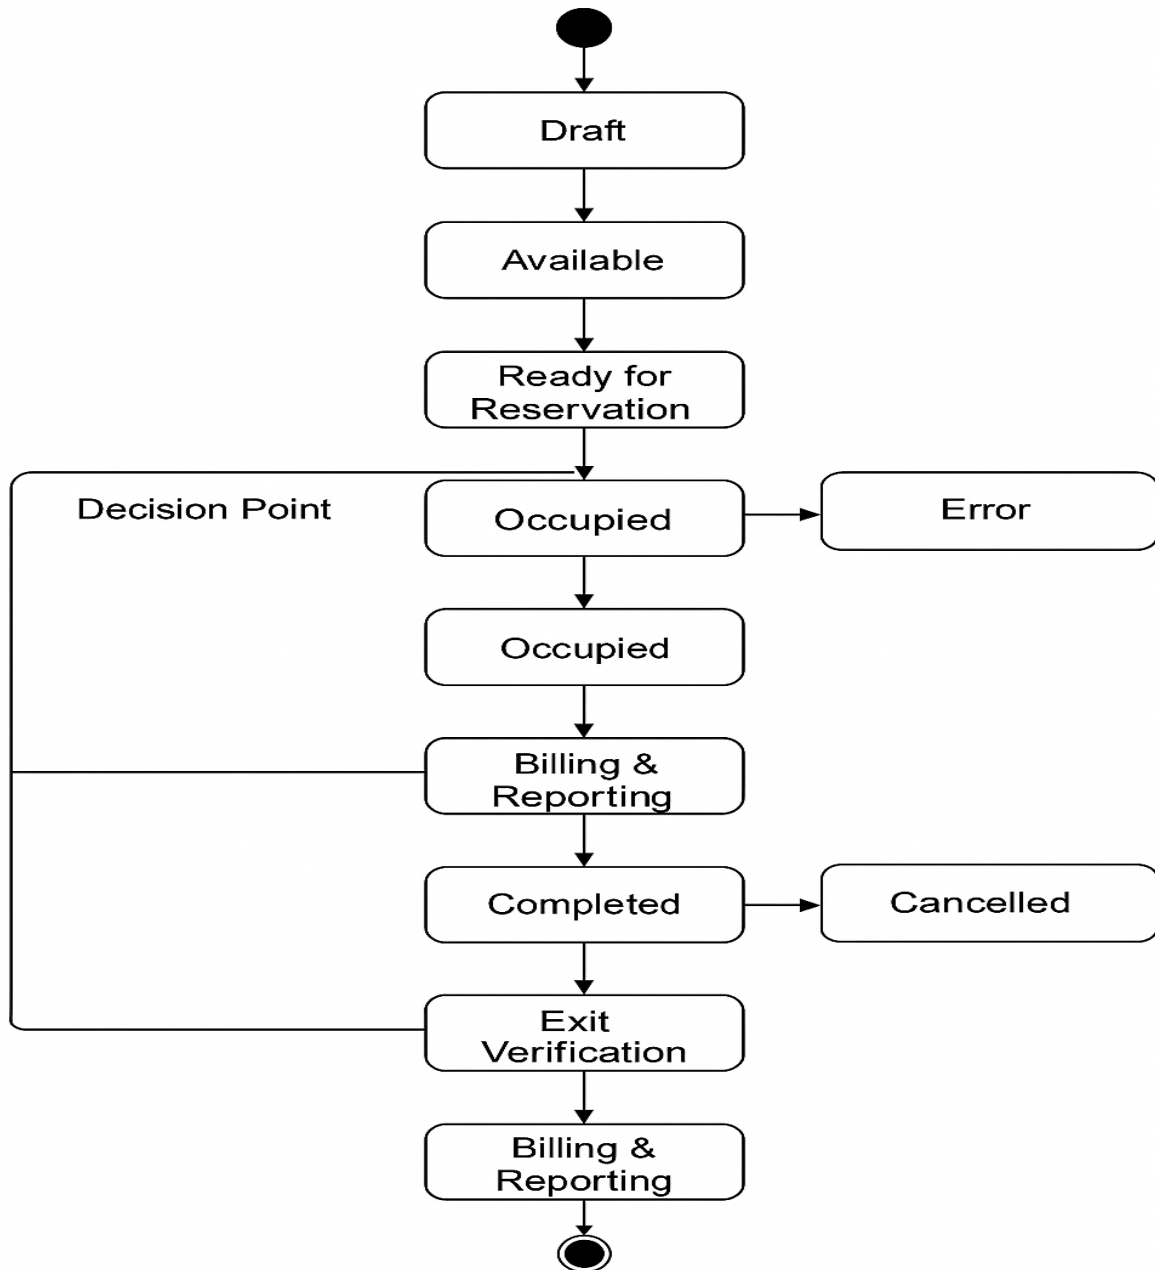 Draft
Available
Ready for
Reservation
Decision Point
Occupied
Error
Occupied
Billing &
Reporting
Completed
Cancelled
Exit
Verification
Billing &
Reporting